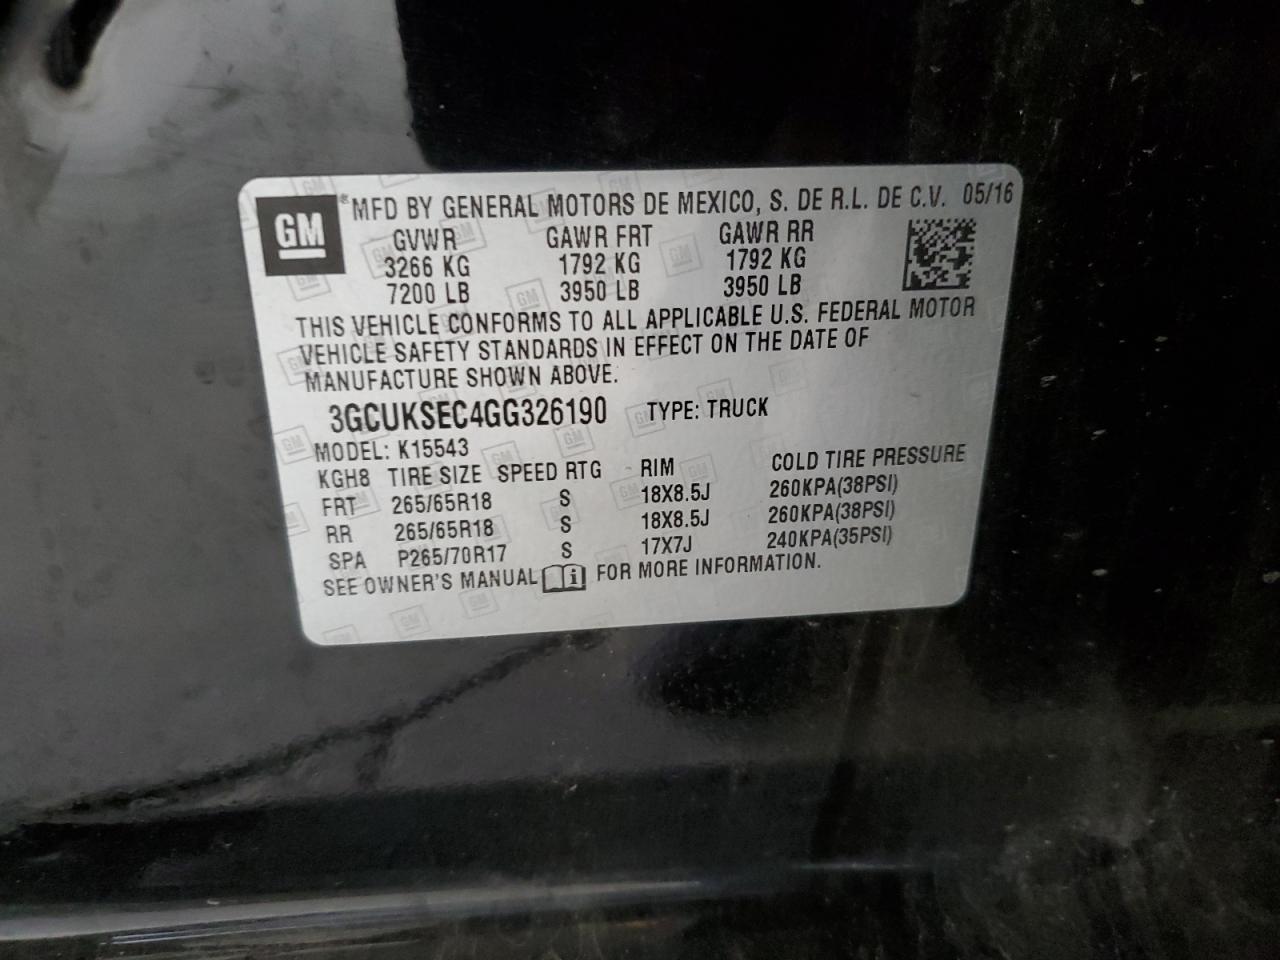 GM
®MFD BY GENERAL MOTORS DE MEXICO, S. DE R.L. DE C.V. 05/16
GVWR GAWR FRT GAWR RR
3266 KG 1792 KG 1792 KG
7200 LB 3950 LB 3950 LB
THIS VEHICLE CONFORMS TO ALL APPLICABLE U.S. FEDERAL MOTOR
VEHICLE SAFETY STANDARDS IN EFFECT ON THE DATE OF
MANUFACTURE SHOWN ABOVE.
3GCUKSEC4GG326190 TYPE: TRUCK
MODEL: K15543
KGH8 TIRE SIZE SPEED RTG RIM COLD TIRE PRESSURE
FRT 265/65R18 S 18X8.5J 260KPA(38PSI)
RR 265/65R18 S 18X8.5J 260KPA(38PSI)
SPA P265/70R17 S 17X7J 240KPA(35PSI)
SEE OWNER'S MANUAL FOR MORE INFORMATION.